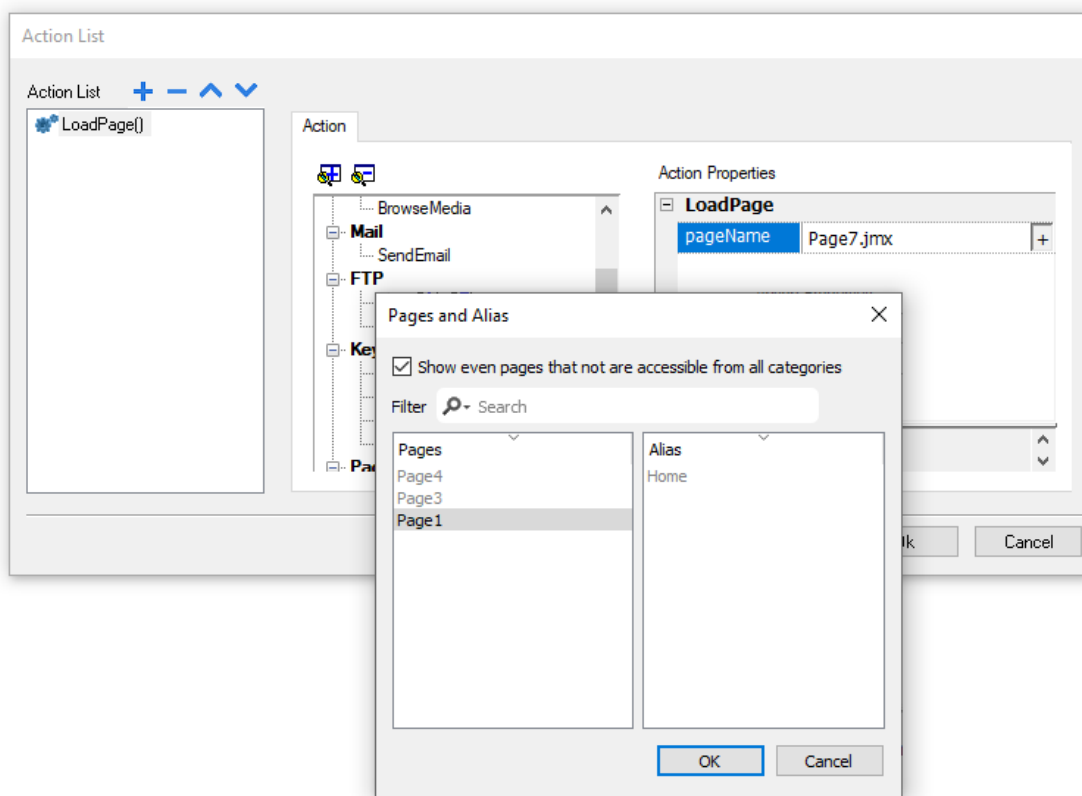 Action List
Action List
LoadPage()
Action
BrowseMedia
Mail
SendEmail
FTP
Action Properties
LoadPage
pageName Page7.jmx
Pages and Alias
Show even pages that not are accessible from all categories
Filter Search
Pages
Page4
Page3
Page1
Alias
Home
Cancel
OK Cancel